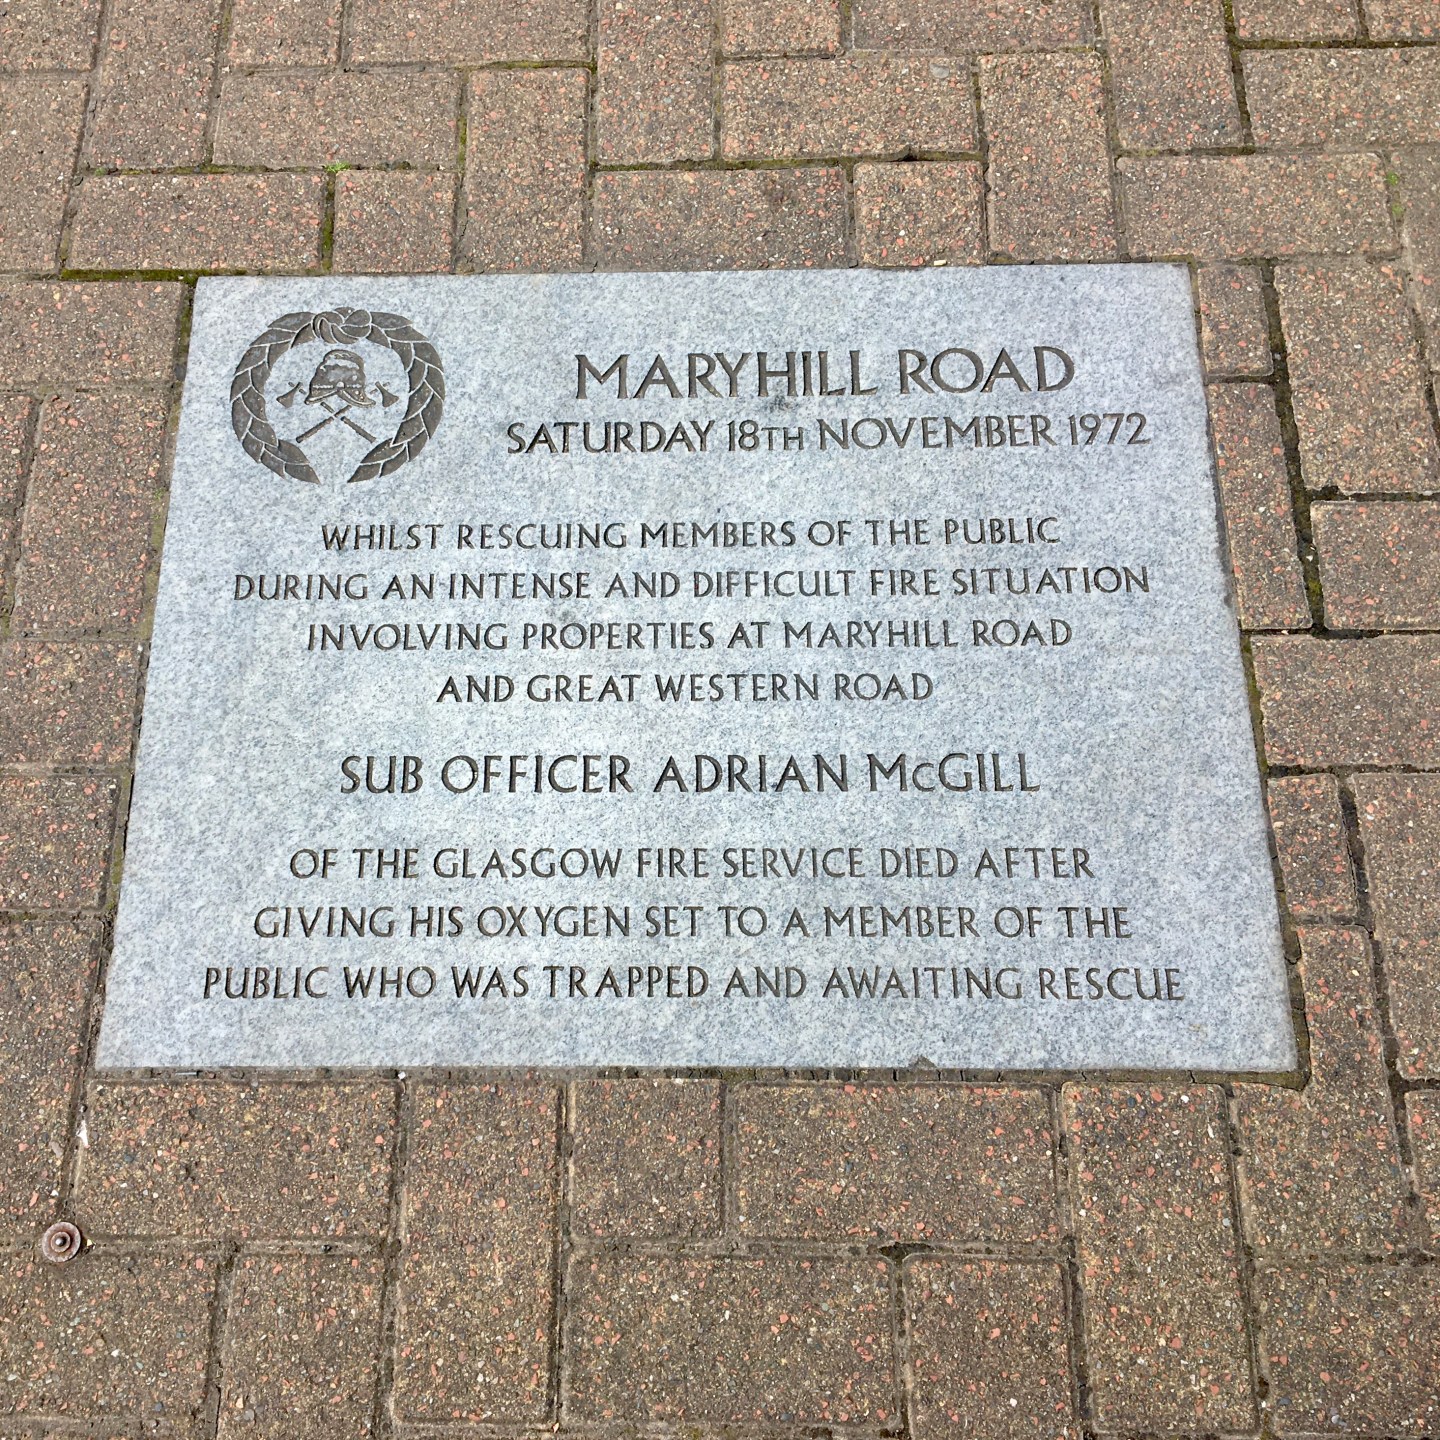 MARYHILL ROAD
SATURDAY 18TH NOVEMBER 1972
WHILST RESCUING MEMBERS OF THE PUBLIC
DURING AN INTENSE AND DIFFICULT FIRE SITUATION
INVOLVING PROPERTIES AT MARYHILL ROAD
AND GREAT WESTERN ROAD
SUB OFFICER ADRIAN McGILL
OF THE GLASGOW FIRE SERVICE DIED AFTER
GIVING HIS OXYGEN SET TO A MEMBER OF THE
PUBLIC WHO WAS TRAPPED AND AWAITING RESCUE